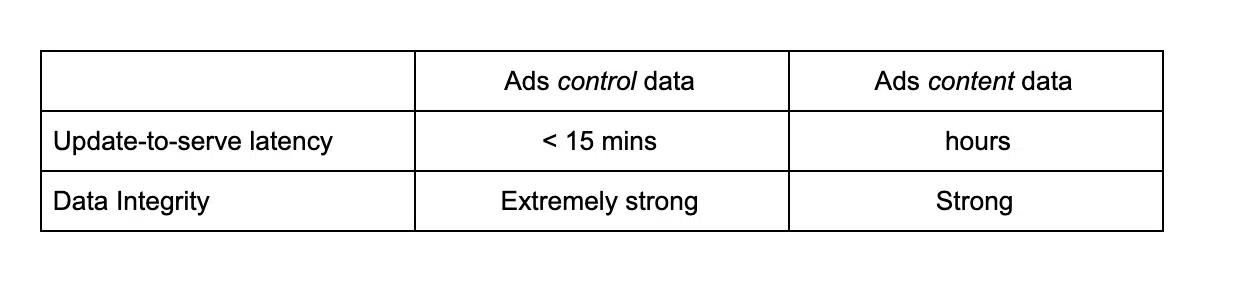 Ads control data Ads content data
Update-to-serve latency < 15 mins hours
Data Integrity Extremely strong Strong